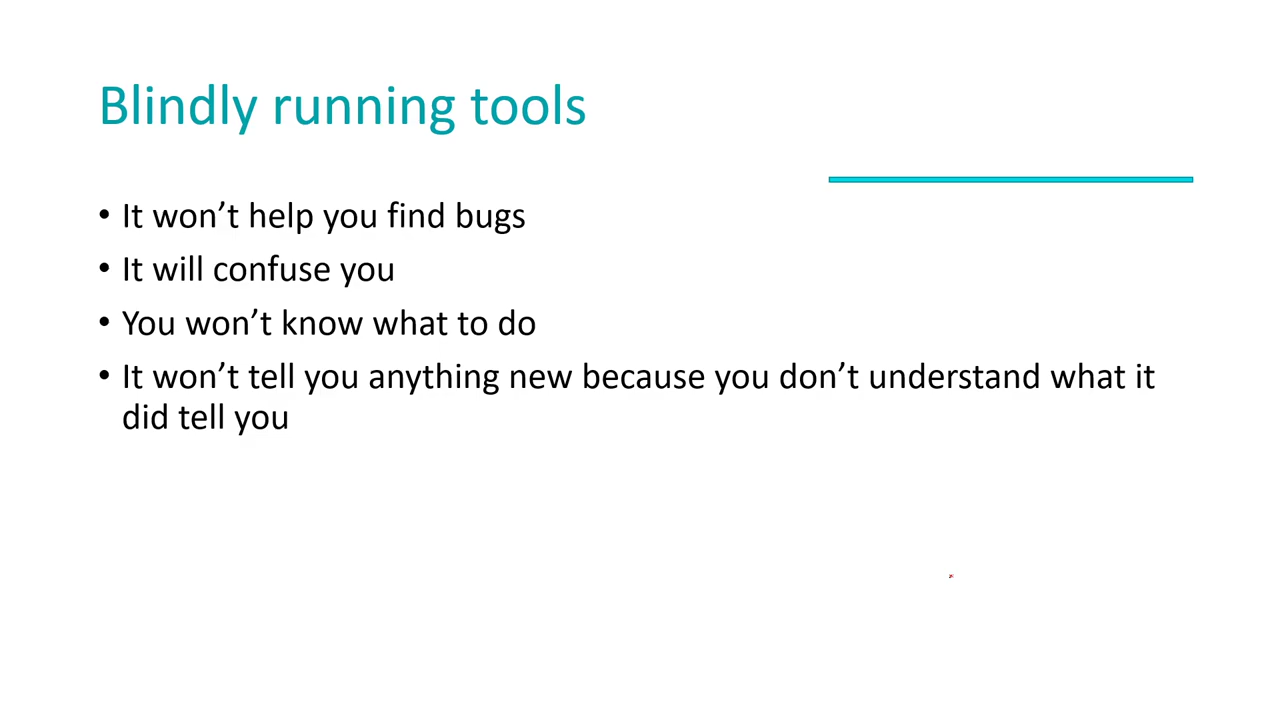 Blindly running tools
• It won’t help you find bugs
• It will confuse you
• You won’t know what to do
• It won’t tell you anything new because you don’t understand what it
did tell you